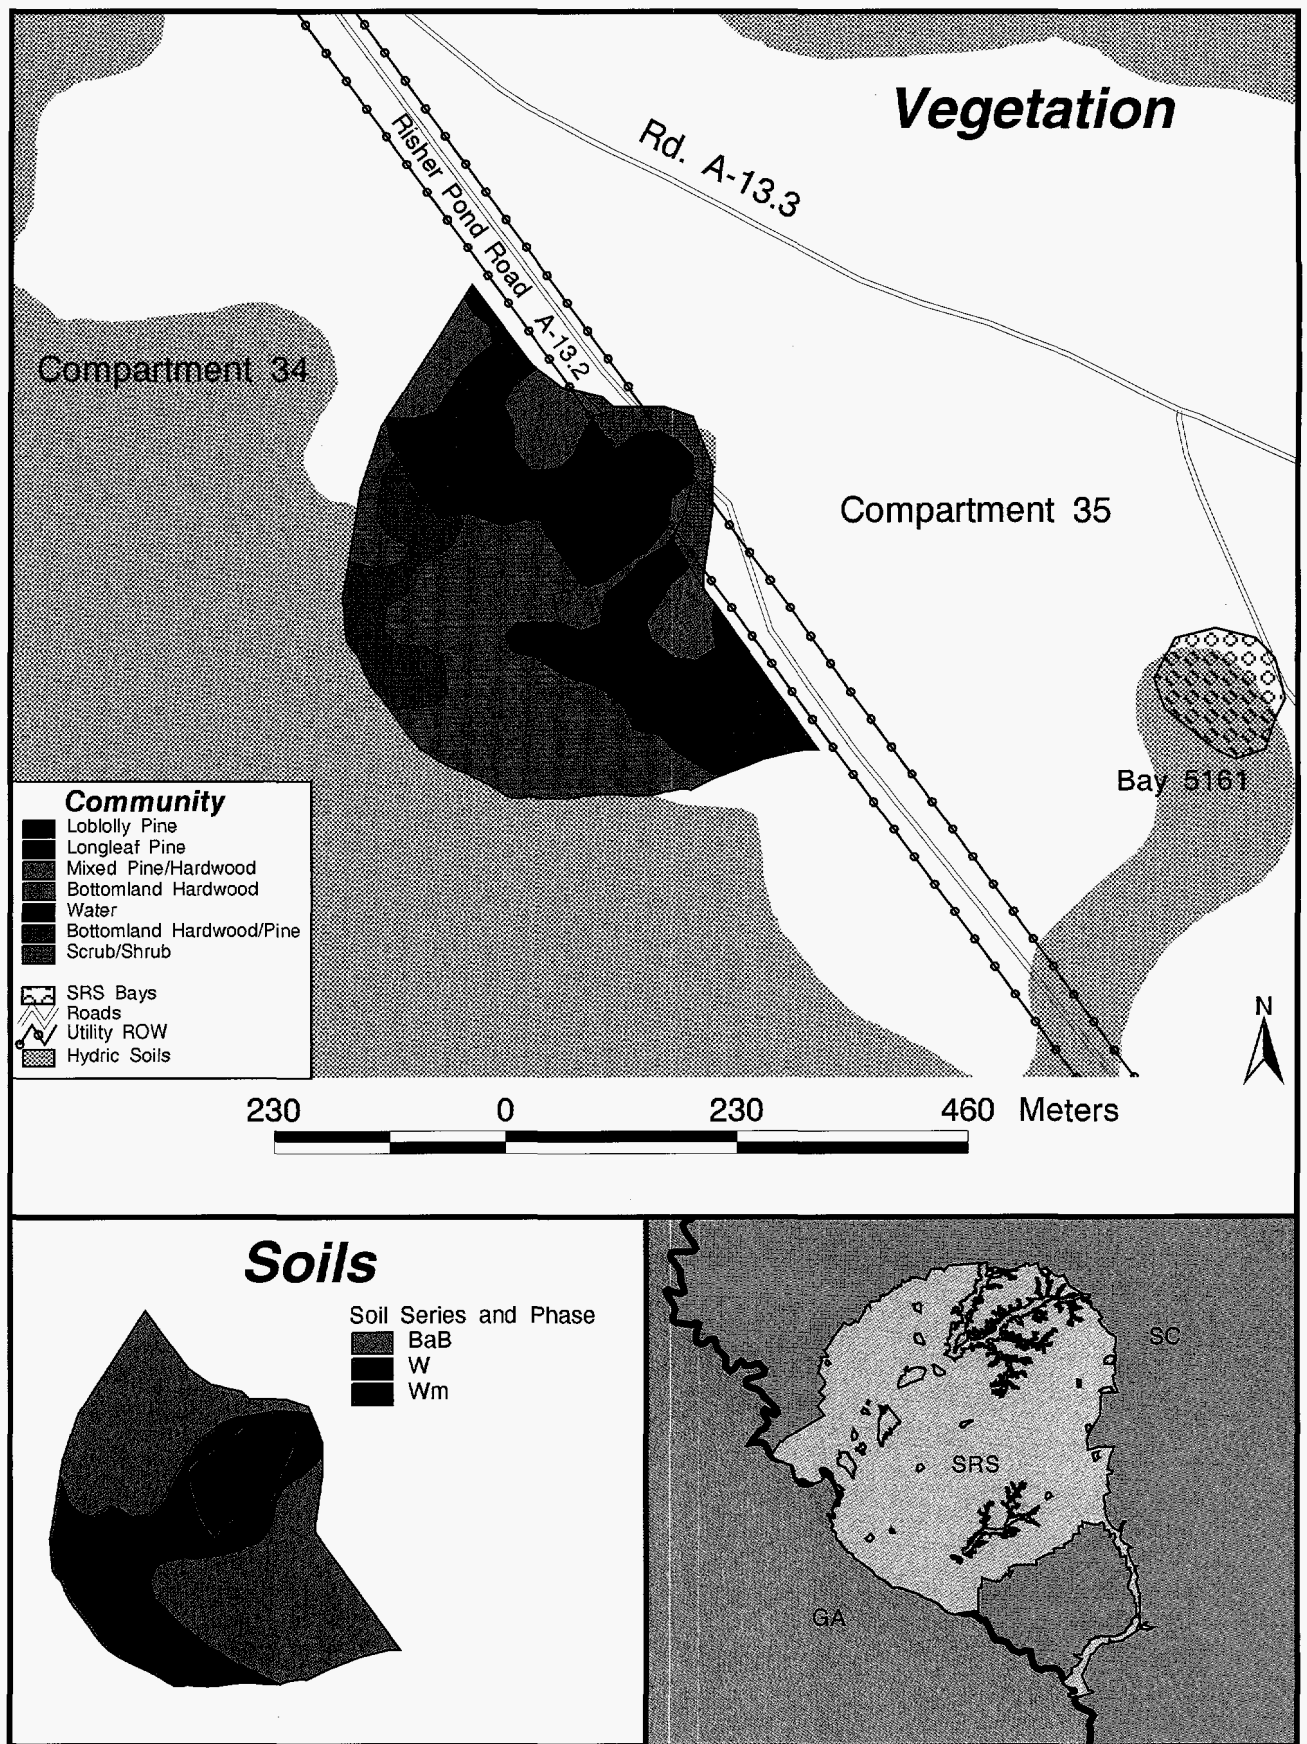 Vegetation
Rd. A-13.3
Risher Pond Road A-13.2
Compartment 34
Compartment 35
Bay 5161
Community
Loblolly Pine
Longleaf Pine
Mixed Pine/Hardwood
Bottomland Hardwood
Water
Bottomland Hardwood/Pine
Scrub/Shrub
SRS Bays
Roads
Utility ROW
Hydric Soils
N
230 0 230 460 Meters
Soils
Soil Series and Phase
BaB
W
Wm
SC
SRS
GA